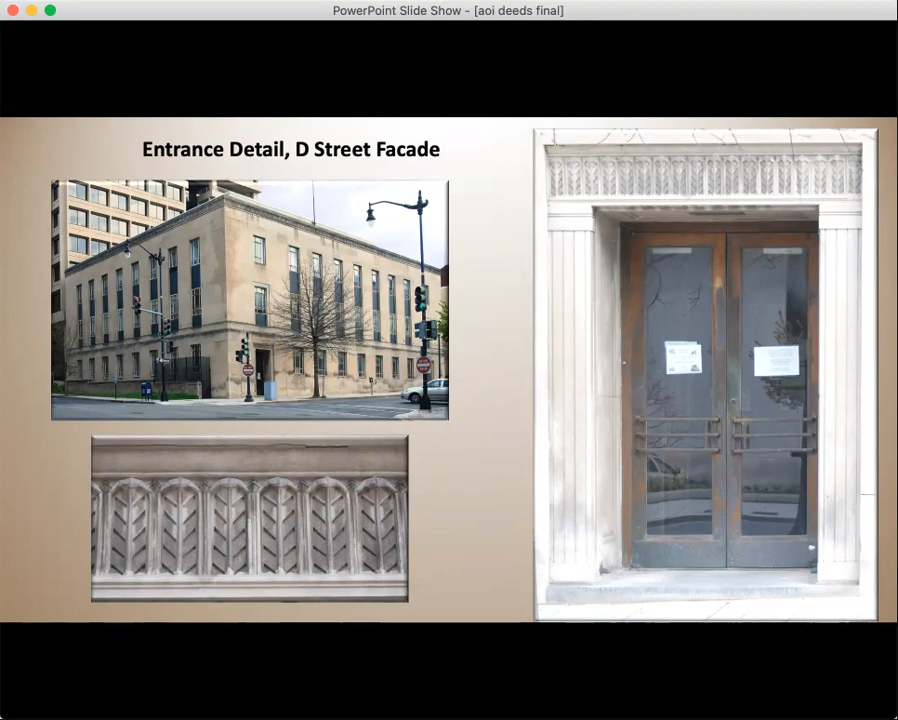 PowerPoint Slide Show - [aoi deeds final]
Entrance Detail, D Street Facade